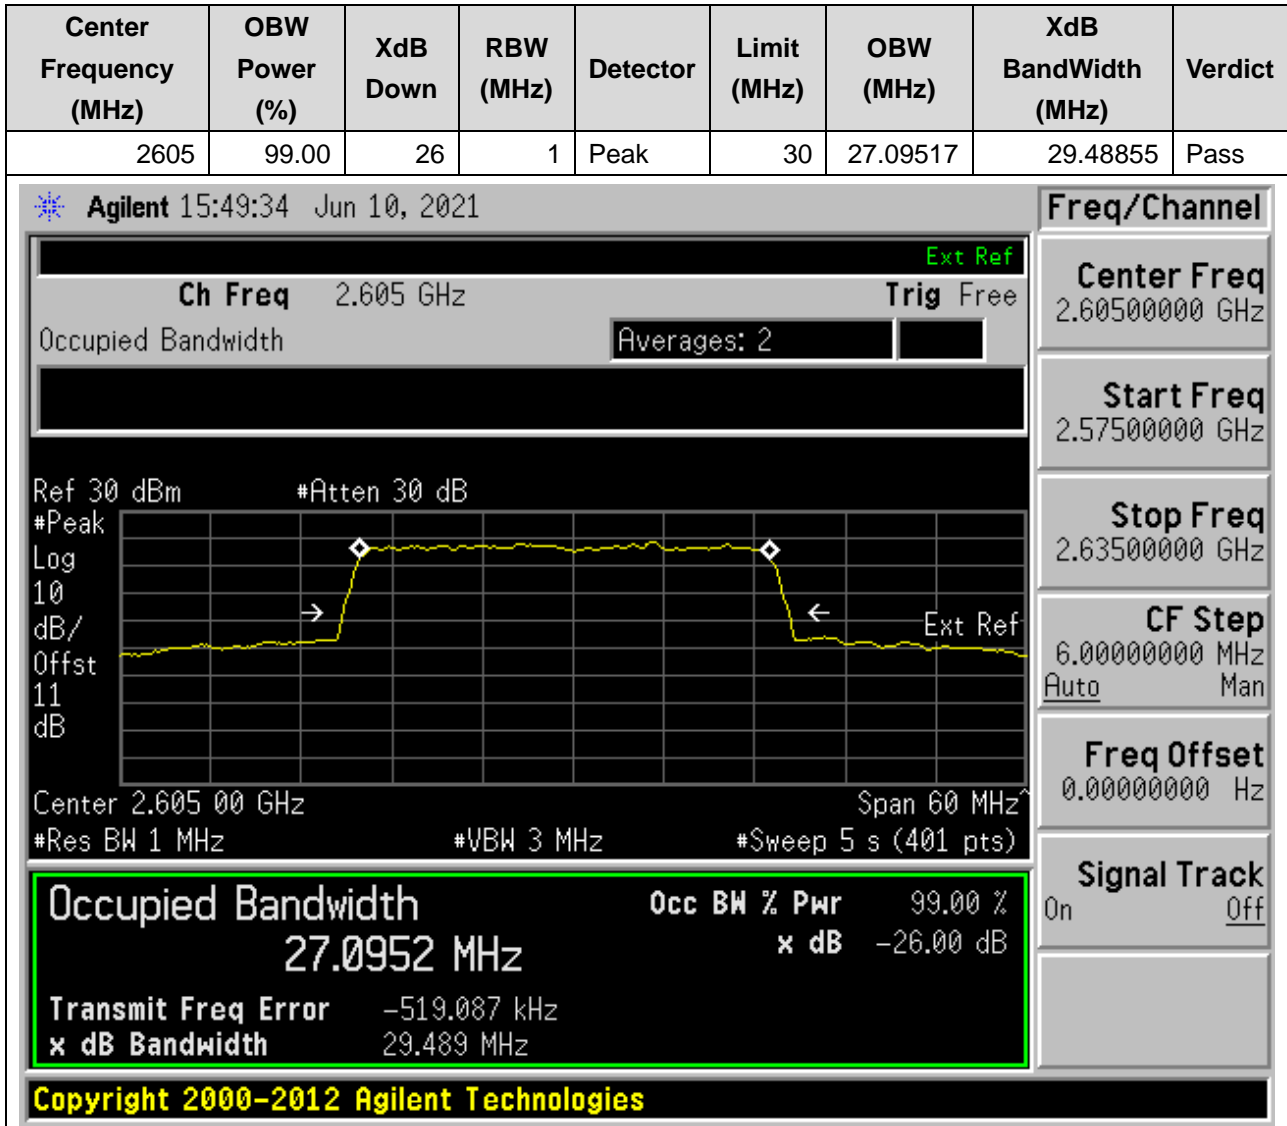 Center Frequency (MHz) OBW Power (%) XdB Down RBW (MHz) Detector Limit (MHz) OBW (MHz) XdB BandWidth (MHz) Verdict
2605 99.00 26 1 Peak 30 27.09517 29.48855 Pass
Agilent 15:49:34 Jun 10, 2021
Ext Ref
Ch Freq 2.605 GHz Trig Free
Occupied Bandwidth Averages: 2
Ref 30 dBm #Atten 30 dB
#Peak
Log
10
dB/
Offst
11
dB
Ext Ref
Center 2.605 00 GHz Span 60 MHz^
#Res BW 1 MHz #VBW 3 MHz #Sweep 5 s (401 pts)
Occupied Bandwidth Occ BW % Pwr 99.00 %
27.0952 MHz x dB -26.00 dB
Transmit Freq Error -519.087 kHz
x dB Bandwidth 29.489 MHz
Copyright 2000-2012 Agilent Technologies
Freq/Channel
Center Freq
2.60500000 GHz
Start Freq
2.57500000 GHz
Stop Freq
2.63500000 GHz
CF Step
6.00000000 MHz
Auto Man
Freq Offset
0.00000000 Hz
Signal Track
On Off